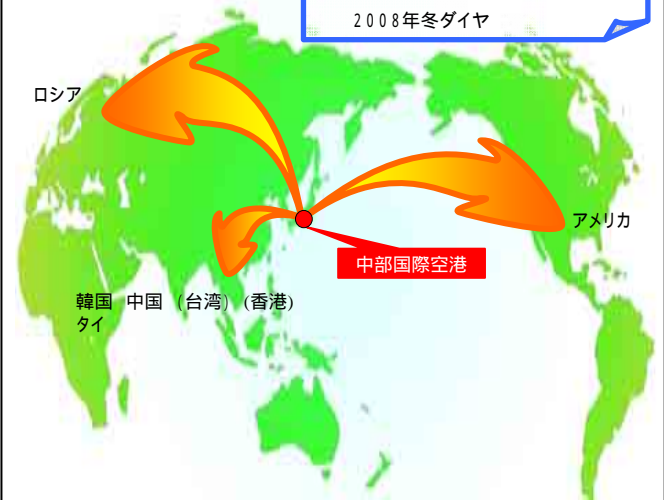 2008年冬ダイヤ
ロシア
アメリカ
中部国際空港
韓国 中国 (台湾) (香港)
タイ